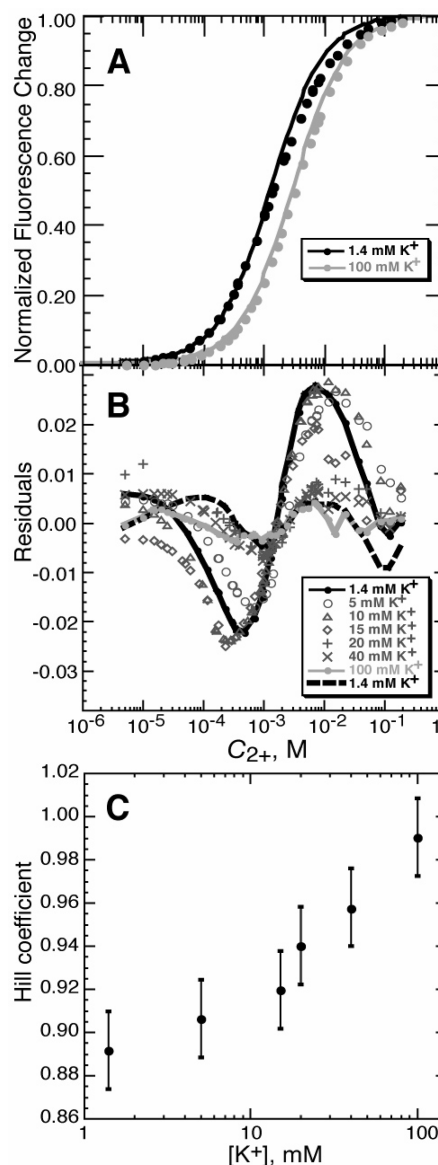 1.00
A
0.80
0.60
0.40
0.20
0.00
Normalized Fluorescence Change
1.4 mM K⁺
100 mM K⁺
B
0.02
0.01
0.00
-0.01
-0.02
-0.03
Residuals
1.4 mM K⁺
5 mM K⁺
10 mM K⁺
15 mM K⁺
20 mM K⁺
40 mM K⁺
100 mM K⁺
1.4 mM K⁺
10⁻⁶ 10⁻⁵ 10⁻⁴ 10⁻³ 10⁻² 10⁻¹
C₂₊, M
1.02
C
1.00
0.98
0.96
0.94
0.92
0.90
0.88
0.86
Hill coefficient
1 10 100
[K⁺], mM